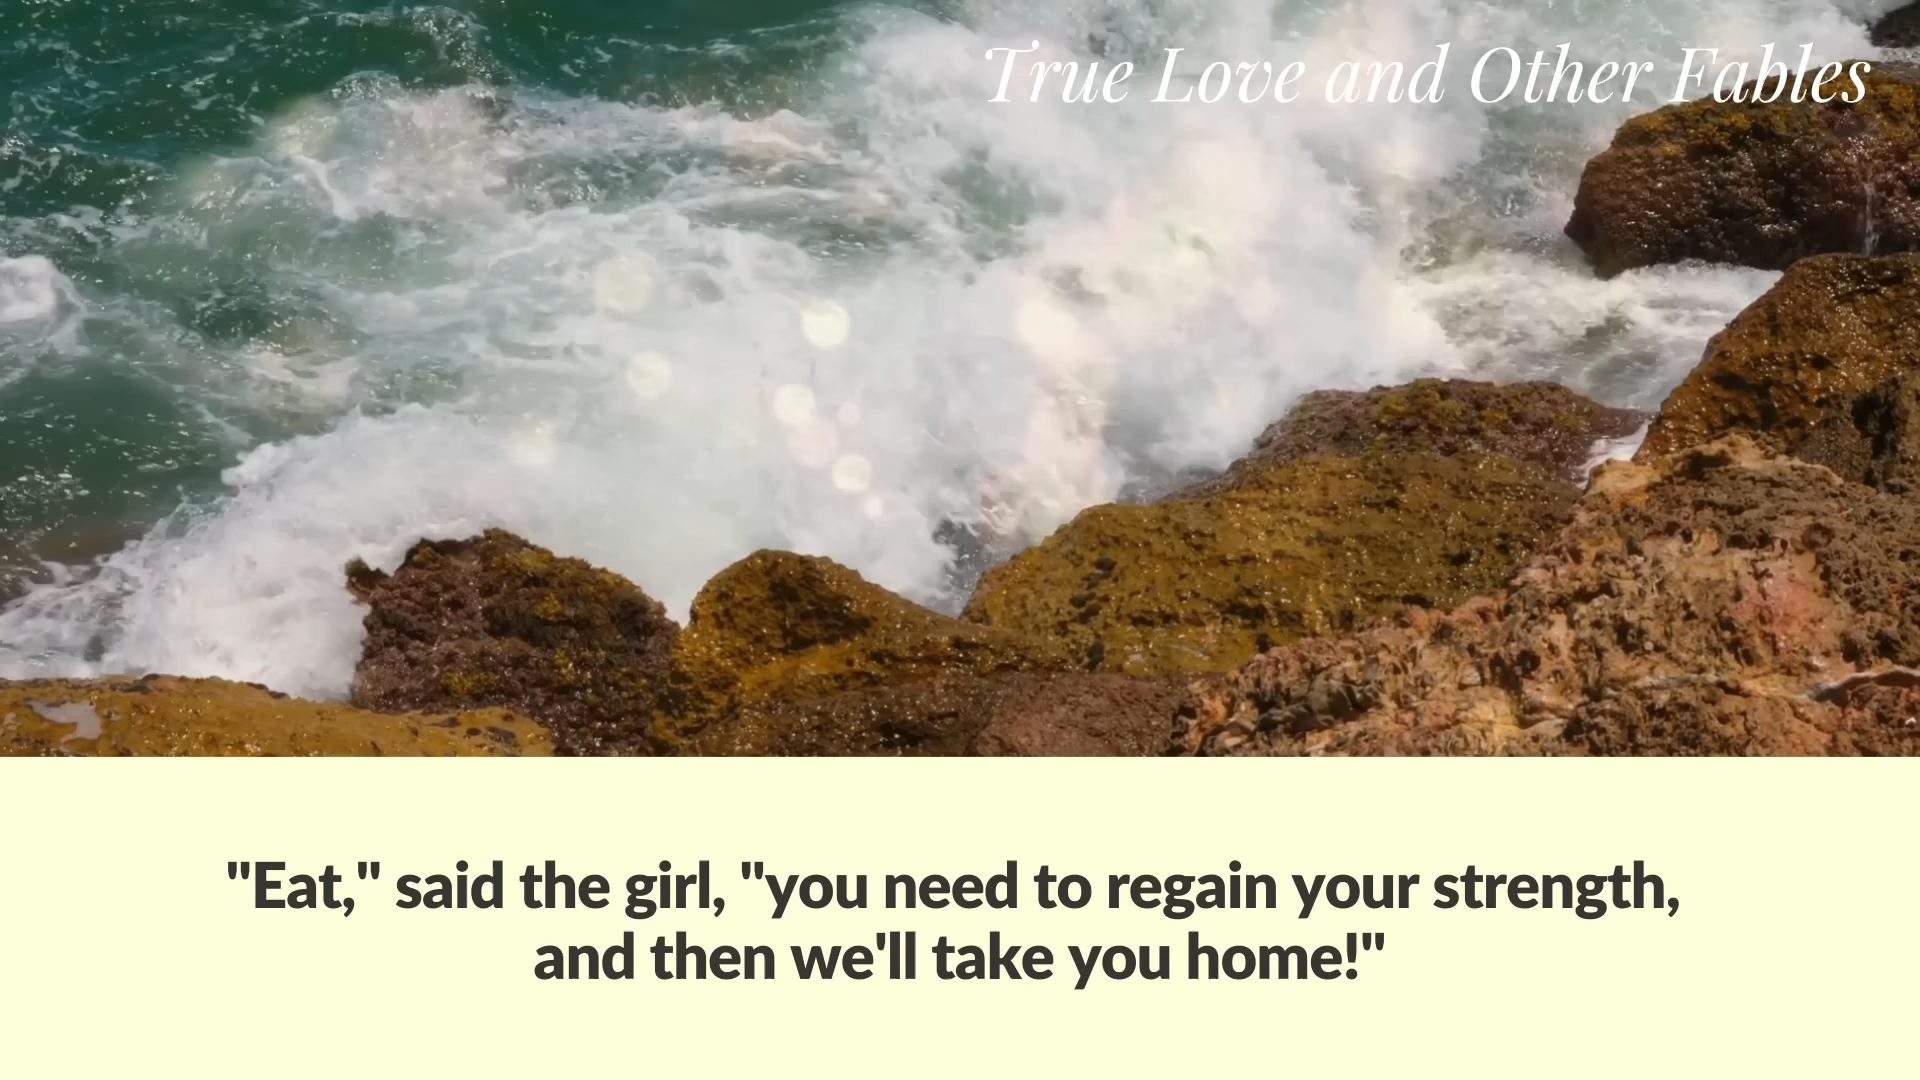 True Love and Other Fables
"Eat," said the girl, "you need to regain your strength,
and then we'll take you home!"